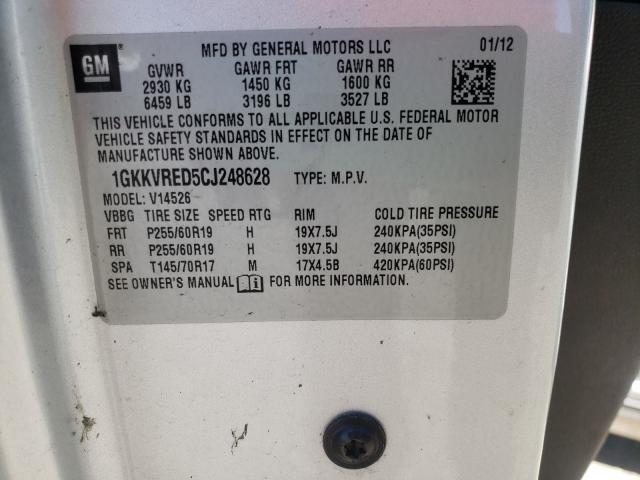 GM
MFD BY GENERAL MOTORS LLC 01/12
GVWR GAWR FRT GAWR RR
2930 KG 1450 KG 1600 KG
6459 LB 3196 LB 3527 LB
THIS VEHICLE CONFORMS TO ALL APPLICABLE U.S. FEDERAL MOTOR
VEHICLE SAFETY STANDARDS IN EFFECT ON THE DATE OF
MANUFACTURE SHOWN ABOVE.
1GKKVRED5CJ248628 TYPE: M.P.V.
MODEL: V14526
VBBG TIRE SIZE SPEED RTG RIM COLD TIRE PRESSURE
FRT P255/60R19 H 19X7.5J 240KPA(35PSI)
RR P255/60R19 H 19X7.5J 240KPA(35PSI)
SPA T145/70R17 M 17X4.5B 420KPA(60PSI)
SEE OWNER'S MANUAL FOR MORE INFORMATION.